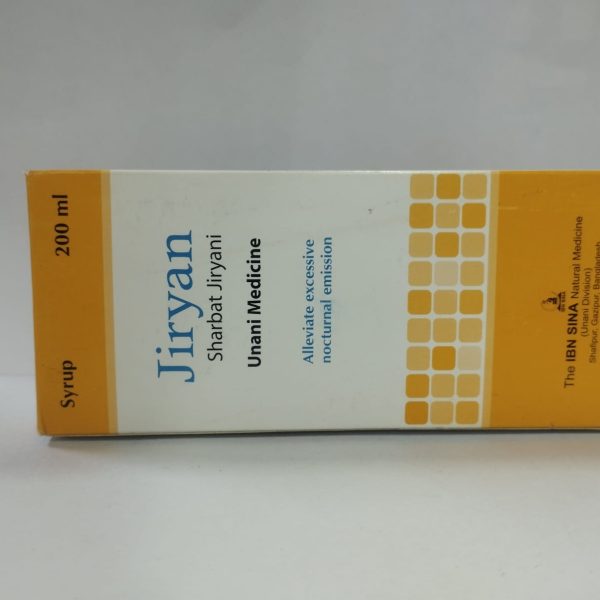 Syrup 200 ml
Jiryan
Sharbat Jiryani
Unani Medicine
Alleviate excessive
nocturnal emission
The IBN SINA Natural Medicine
(Unani Division)
Shafipur, Gazipur, Bangladesh